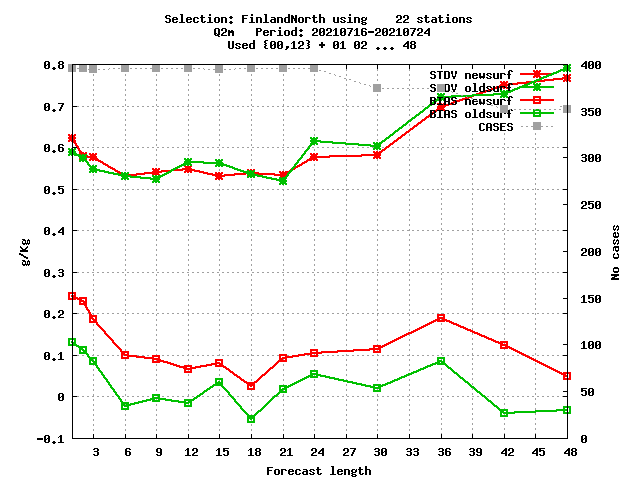 Selection: FinlandNorth using    22 stations
Q2m   Period: 20210716-20210724
Used {00,12} + 01 02 ... 48
0.8
0.7
0.6
0.5
0.4
0.3
0.2
0.1
0
-0.1
g/Kg
400
350
300
250
200
150
100
50
0
No cases
STDV newsurf
STDV oldsurf
BIAS newsurf
BIAS oldsurf
CASES
3 6 9 12 15 18 21 24 27 30 33 36 39 42 45 48
Forecast length